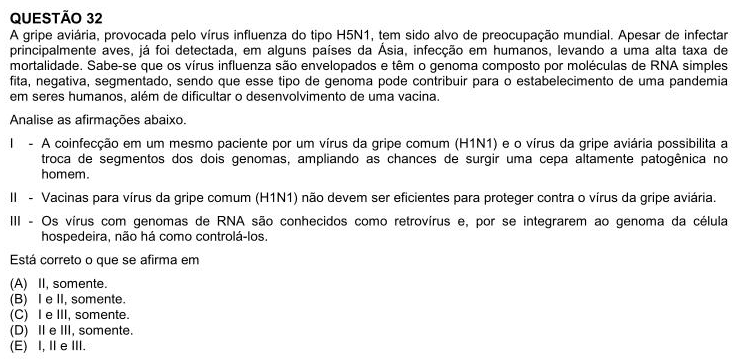 QUESTÃO 32
A gripe aviária, provocada pelo vírus influenza do tipo H5N1, tem sido alvo de preocupação mundial. Apesar de infectar
principalmente aves, já foi detectada, em alguns países da Ásia, infecção em humanos, levando a uma alta taxa de
mortalidade. Sabe-se que os vírus influenza são envelopados e têm o genoma composto por moléculas de RNA simples
fita, negativa, segmentado, sendo que esse tipo de genoma pode contribuir para o estabelecimento de uma pandemia
em seres humanos, além de dificultar o desenvolvimento de uma vacina.
Analise as afirmações abaixo.
I - A coinfecção em um mesmo paciente por um vírus da gripe comum (H1N1) e o vírus da gripe aviária possibilita a
troca de segmentos dos dois genomas, ampliando as chances de surgir uma cepa altamente patogênica no
homem.
II - Vacinas para vírus da gripe comum (H1N1) não devem ser eficientes para proteger contra o vírus da gripe aviária.
III - Os vírus com genomas de RNA são conhecidos como retrovírus e, por se integrarem ao genoma da célula
hospedeira, não há como controlá-los.
Está correto o que se afirma em
(A) II, somente.
(B) I e II, somente.
(C) I e III, somente.
(D) II e III, somente.
(E) I, II e III.